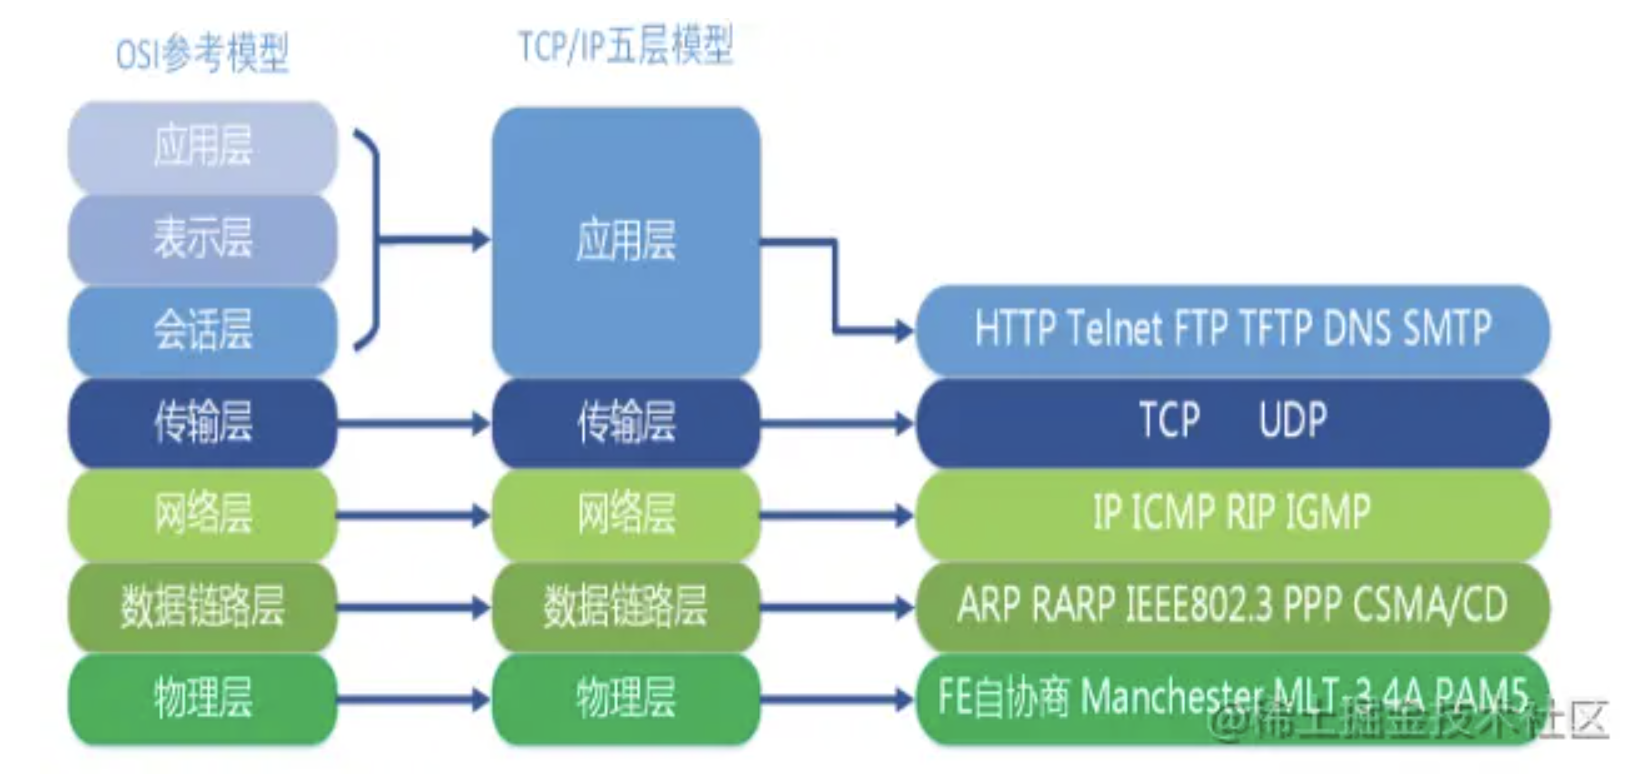 OSI参考模型
TCP/IP五层模型
应用层
表示层
会话层
传输层
网络层
数据链路层
物理层
应用层
传输层
网络层
数据链路层
物理层
HTTP Telnet FTP TFTP DNS SMTP
TCP UDP
IP ICMP RIP IGMP
ARP RARP IEEE802.3 PPP CSMA/CD
FE自协商 Manchester MLT-3 4A PAM5
@稀土掘金技术社区